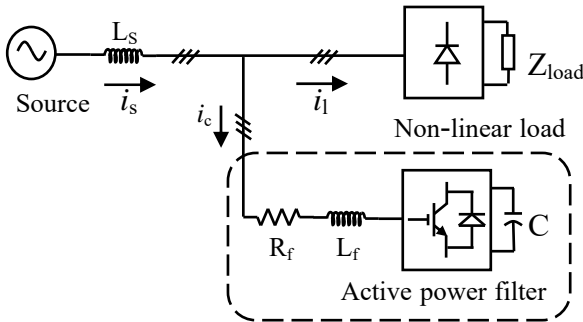 L_S
Source
i_s
i_l
Z_load
Non-linear load
i_c
R_f
L_f
C
Active power filter